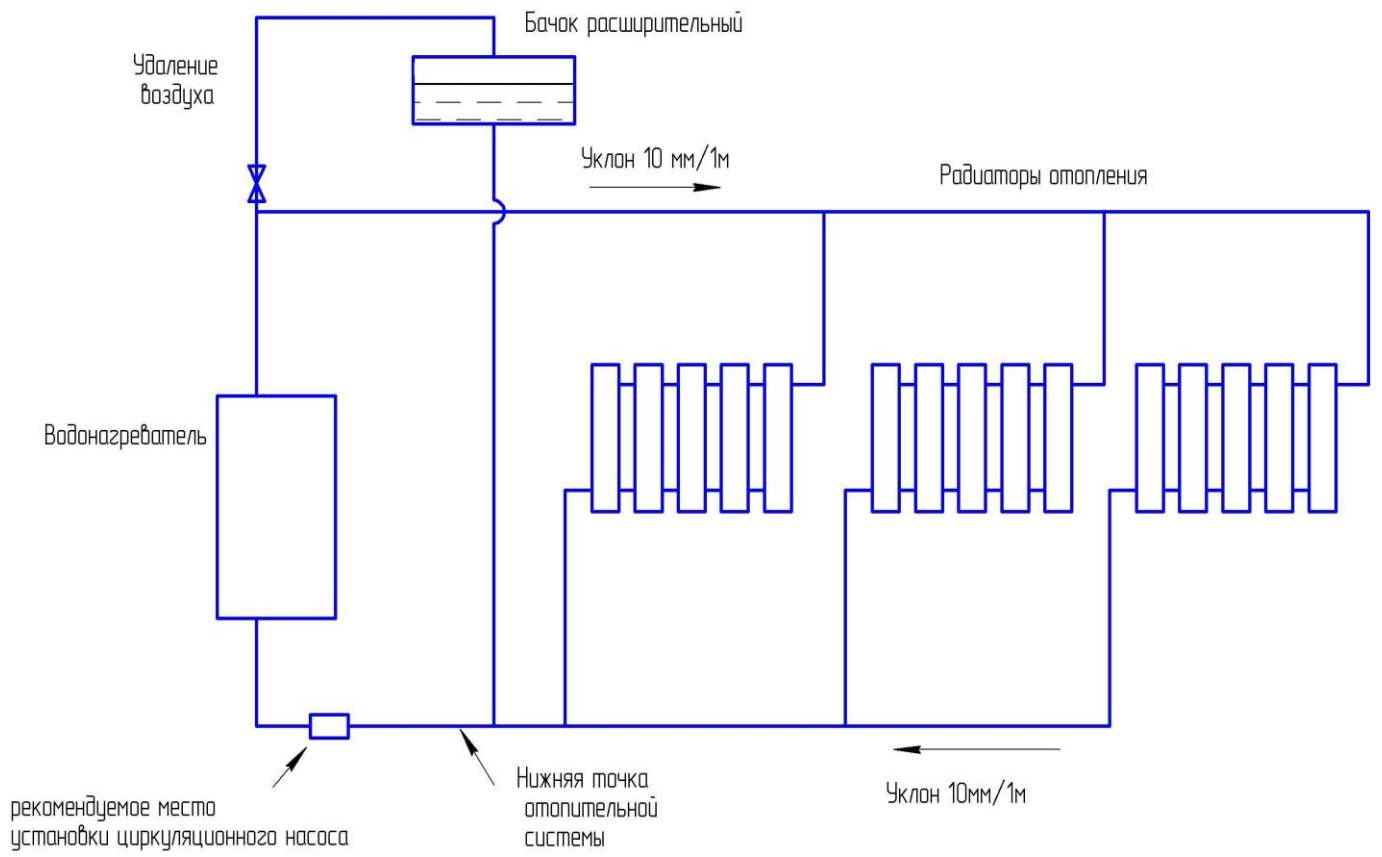 Бачок расширительный
Удаление
воздуха
Уклон 10 мм/1м
Радиаторы отопления
Водонагреватель
Нижняя точка
отопительной
системы
Уклон 10мм/1м
рекомендуемое место
установки циркуляционного насоса